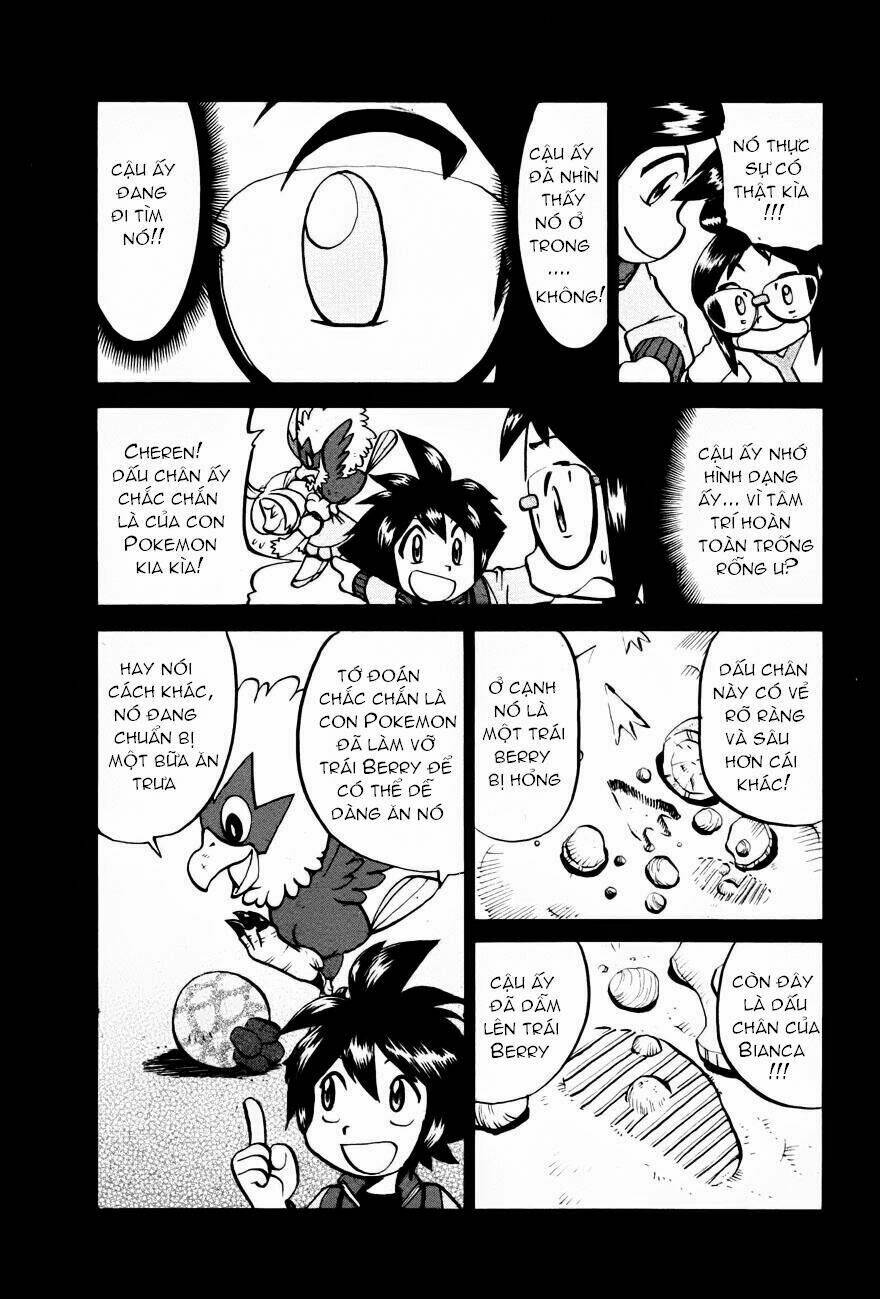 NÓ THỰC
SỰ CÓ
THẬT KÌA
!!!
CẬU ẤY
ĐÃ NHÌN
THẤY
NÓ Ở
TRONG
....
KHÔNG!
CẬU ẤY
ĐANG
ĐI TÌM
NÓ!!
CẬU ẤY NHỚ
HÌNH DẠNG
ẤY... VÌ TÂM
TRÍ HOÀN
TOÀN TRỐNG
RỖNG Ư?
CHEREN!
DẤU CHÂN ẤY
CHẮC CHẮN
LÀ CỦA CON
POKEMON
KIA KÌA!
DẤU CHÂN
NÀY CÓ VẺ
RÕ RÀNG
VÀ SÂU
HƠN CÁI
KHÁC!
Ở CẠNH
NÓ LÀ
MỘT TRÁI
BERRY
BỊ HỎNG
CÒN ĐÂY
LÀ DẤU
CHÂN CỦA
BIANCA
!!!
CẬU ẤY
ĐÃ DẪM
LÊN TRÁI
BERRY
TỚ ĐOÁN
CHẮC CHẮN LÀ
CON POKEMON
ĐÃ LÀM VỠ
TRÁI BERRY ĐỂ
CÓ THỂ DỄ
DÀNG ĂN NÓ
HAY NÓI
CÁCH KHÁC,
NÓ ĐANG
CHUẨN BỊ
MỘT BỮA ĂN
TRƯA